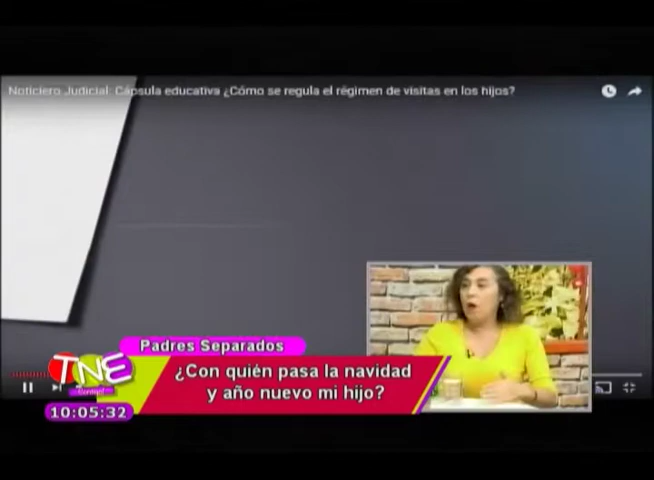 Noticiero Judicial: Cápsula educativa ¿Cómo se regula el régimen de visitas en los hijos?
Padres Separados
¿Con quién pasa la navidad
y año nuevo mi hijo?
TNE
10:05:32